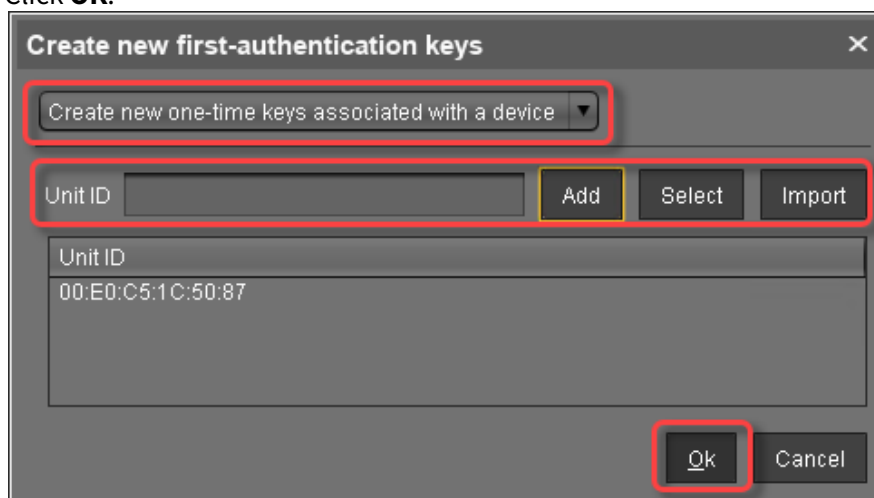 Click OK.
Create new first-authentication keys ×
Create new one-time keys associated with a device
Unit ID Add Select Import
Unit ID
00:E0:C5:1C:50:87
Ok Cancel